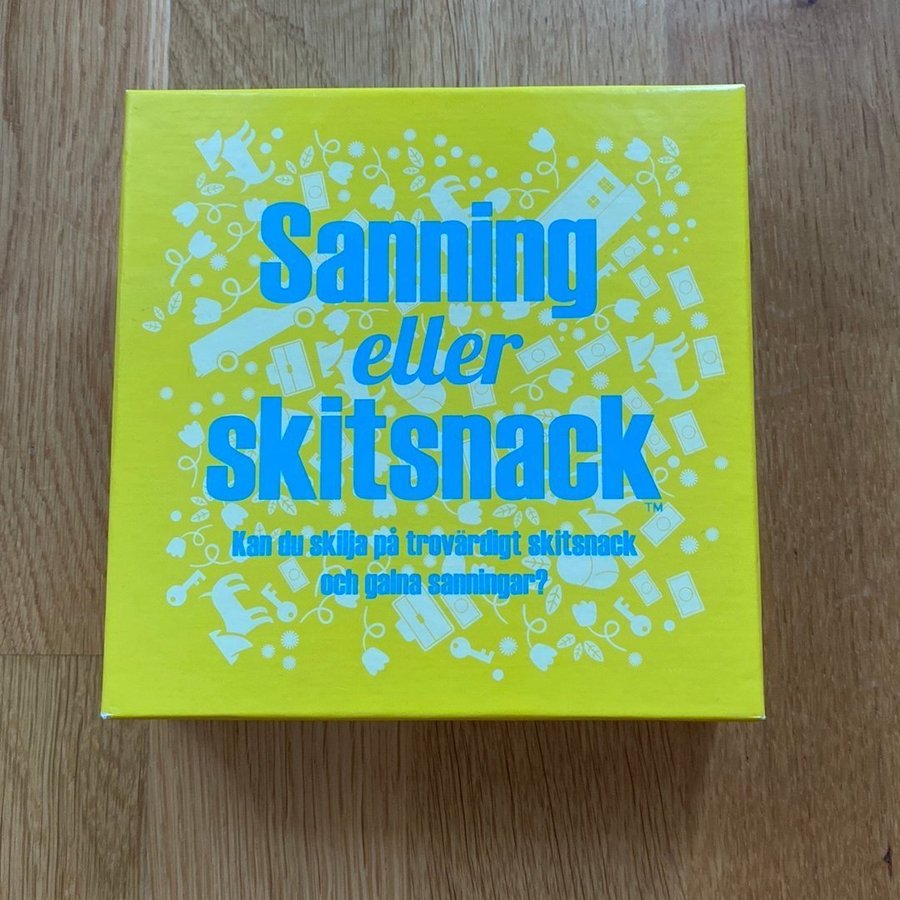 Sanning
eller
skitsnack™
Kan du skilja på trovärdigt skitsnack
och galna sanningar?